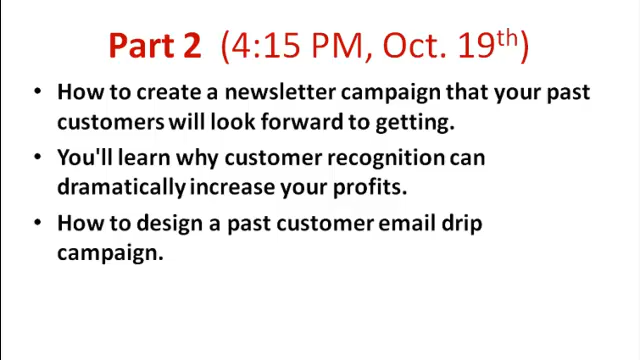 Part 2 (4:15 PM, Oct. 19th)
• How to create a newsletter campaign that your past
customers will look forward to getting.
• You'll learn why customer recognition can
dramatically increase your profits.
• How to design a past customer email drip
campaign.